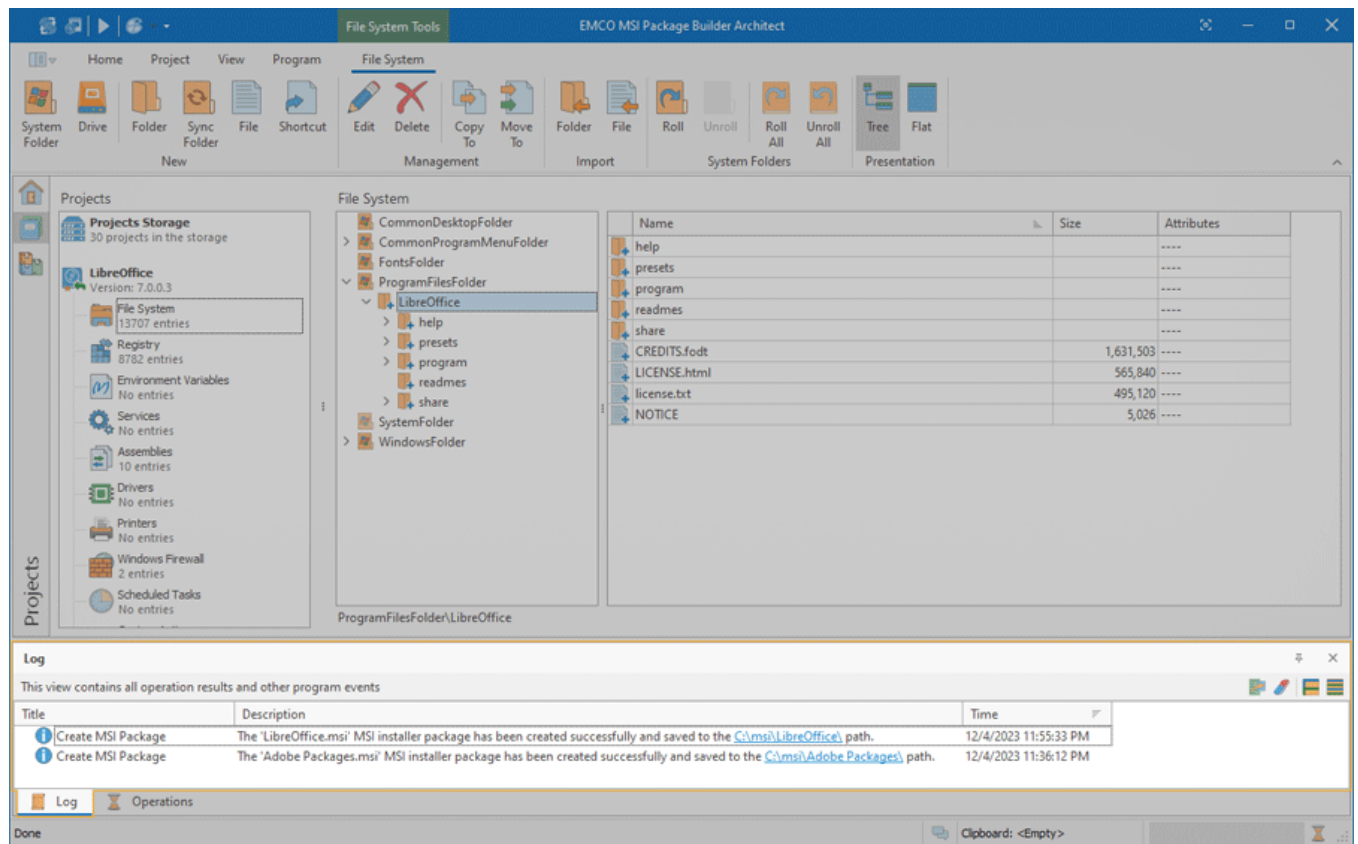 File System Tools
EMCO MSI Package Builder Architect
Home Project View Program File System
System Folder
Drive
Folder
Sync Folder
File
Shortcut
New
Edit
Delete
Copy To
Move To
Management
Folder
File
Import
Roll
Unroll
Roll All
Unroll All
System Folders
Tree
Flat
Presentation
Projects
Projects
Projects Storage
30 projects in the storage
LibreOffice
Version: 7.0.0.3
File System
13707 entries
Registry
8782 entries
Environment Variables
No entries
Services
No entries
Assemblies
10 entries
Drivers
No entries
Printers
No entries
Windows Firewall
2 entries
Scheduled Tasks
No entries
File System
CommonDesktopFolder
CommonProgramMenuFolder
FontsFolder
ProgramFilesFolder
LibreOffice
help
presets
program
readmes
share
SystemFolder
WindowsFolder
ProgramFilesFolder\LibreOffice
Name Size Attributes
help ----
presets ----
program ----
readmes ----
share ----
CREDITS.fodt 1,631,503 ----
LICENSE.html 565,840 ----
license.txt 495,120 ----
NOTICE 5,026 ----
Log
This view contains all operation results and other program events
Title Description Time
Create MSI Package The 'LibreOffice.msi' MSI installer package has been created successfully and saved to the C:\msi\LibreOffice\ path. 12/4/2023 11:55:33 PM
Create MSI Package The 'Adobe Packages.msi' MSI installer package has been created successfully and saved to the C:\msi\Adobe Packages\ path. 12/4/2023 11:36:12 PM
Log Operations
Done
Clipboard: <Empty>